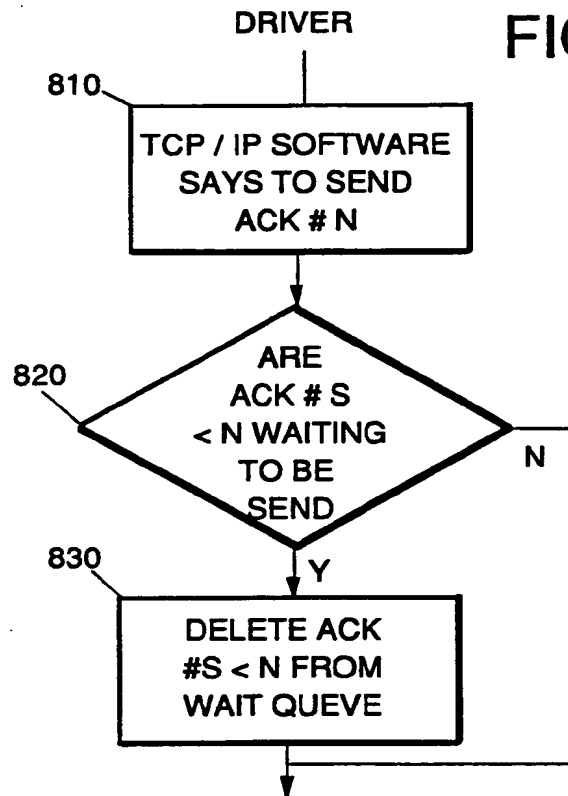 DRIVER
FIG
810
TCP / IP SOFTWARE
SAYS TO SEND
ACK # N
820
ARE
ACK # S
< N WAITING
TO BE
SEND
N
Y
830
DELETE ACK
#S < N FROM
WAIT QUEVE